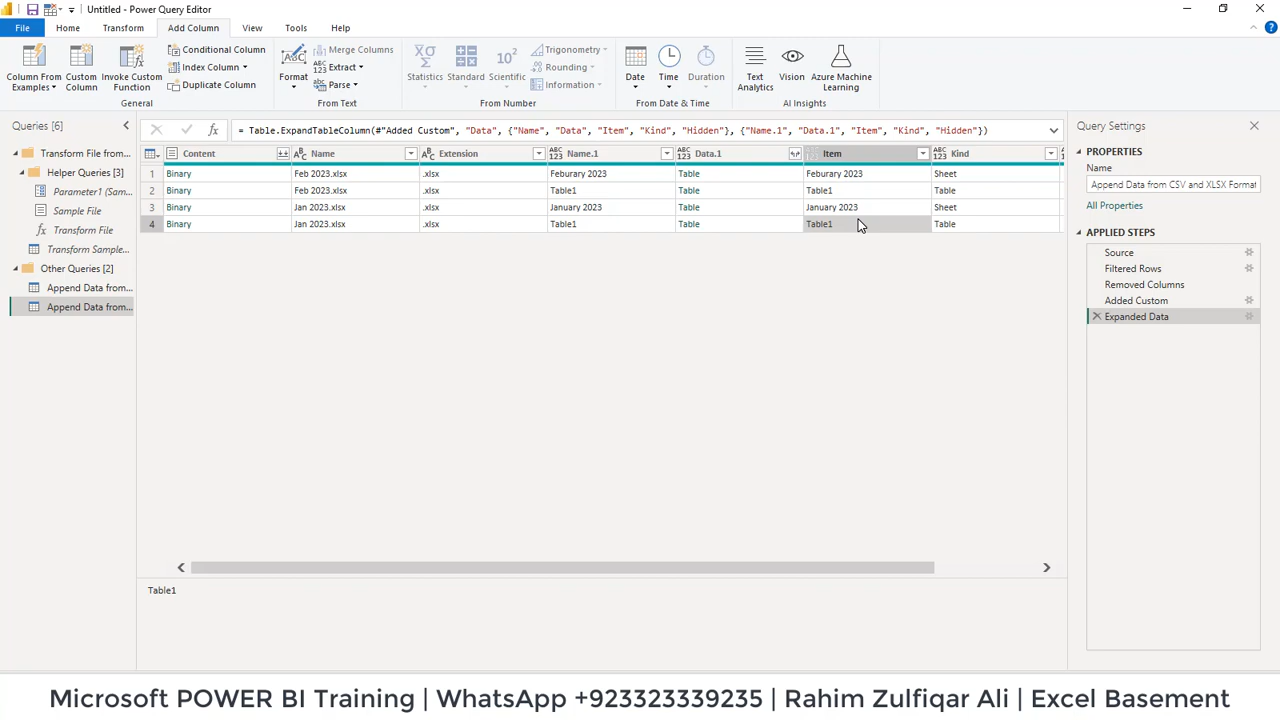 Untitled - Power Query Editor
File
Home
Transform
Add Column
View
Tools
Help
Column From Examples
Custom Column
Invoke Custom Function
Conditional Column
Index Column
Duplicate Column
General
Format
Merge Columns
Extract
Parse
From Text
Statistics
Standard
Scientific
Trigonometry
Rounding
Information
From Number
Date
Time
Duration
From Date & Time
Text Analytics
Vision
Azure Machine Learning
AI Insights
Queries [6]
Transform File from...
Helper Queries [3]
Parameter1 (Sam...
Sample File
Transform File
Transform Sample...
Other Queries [2]
Append Data from...
Append Data from...
= Table.ExpandTableColumn(#"Added Custom", "Data", {"Name", "Data", "Item", "Kind", "Hidden"}, {"Name.1", "Data.1", "Item", "Kind", "Hidden"})
Content Name Extension Name.1 Data.1 Item Kind
1 Binary Feb 2023.xlsx .xlsx Feburary 2023 Table Feburary 2023 Sheet
2 Binary Feb 2023.xlsx .xlsx Table1 Table Table1 Table
3 Binary Jan 2023.xlsx .xlsx January 2023 Table January 2023 Sheet
4 Binary Jan 2023.xlsx .xlsx Table1 Table Table1 Table
Table1
Query Settings
PROPERTIES
Name
Append Data from CSV and XLSX Format
All Properties
APPLIED STEPS
Source
Filtered Rows
Removed Columns
Added Custom
Expanded Data
Microsoft POWER BI Training | WhatsApp +923323339235 | Rahim Zulfiqar Ali | Excel Basement